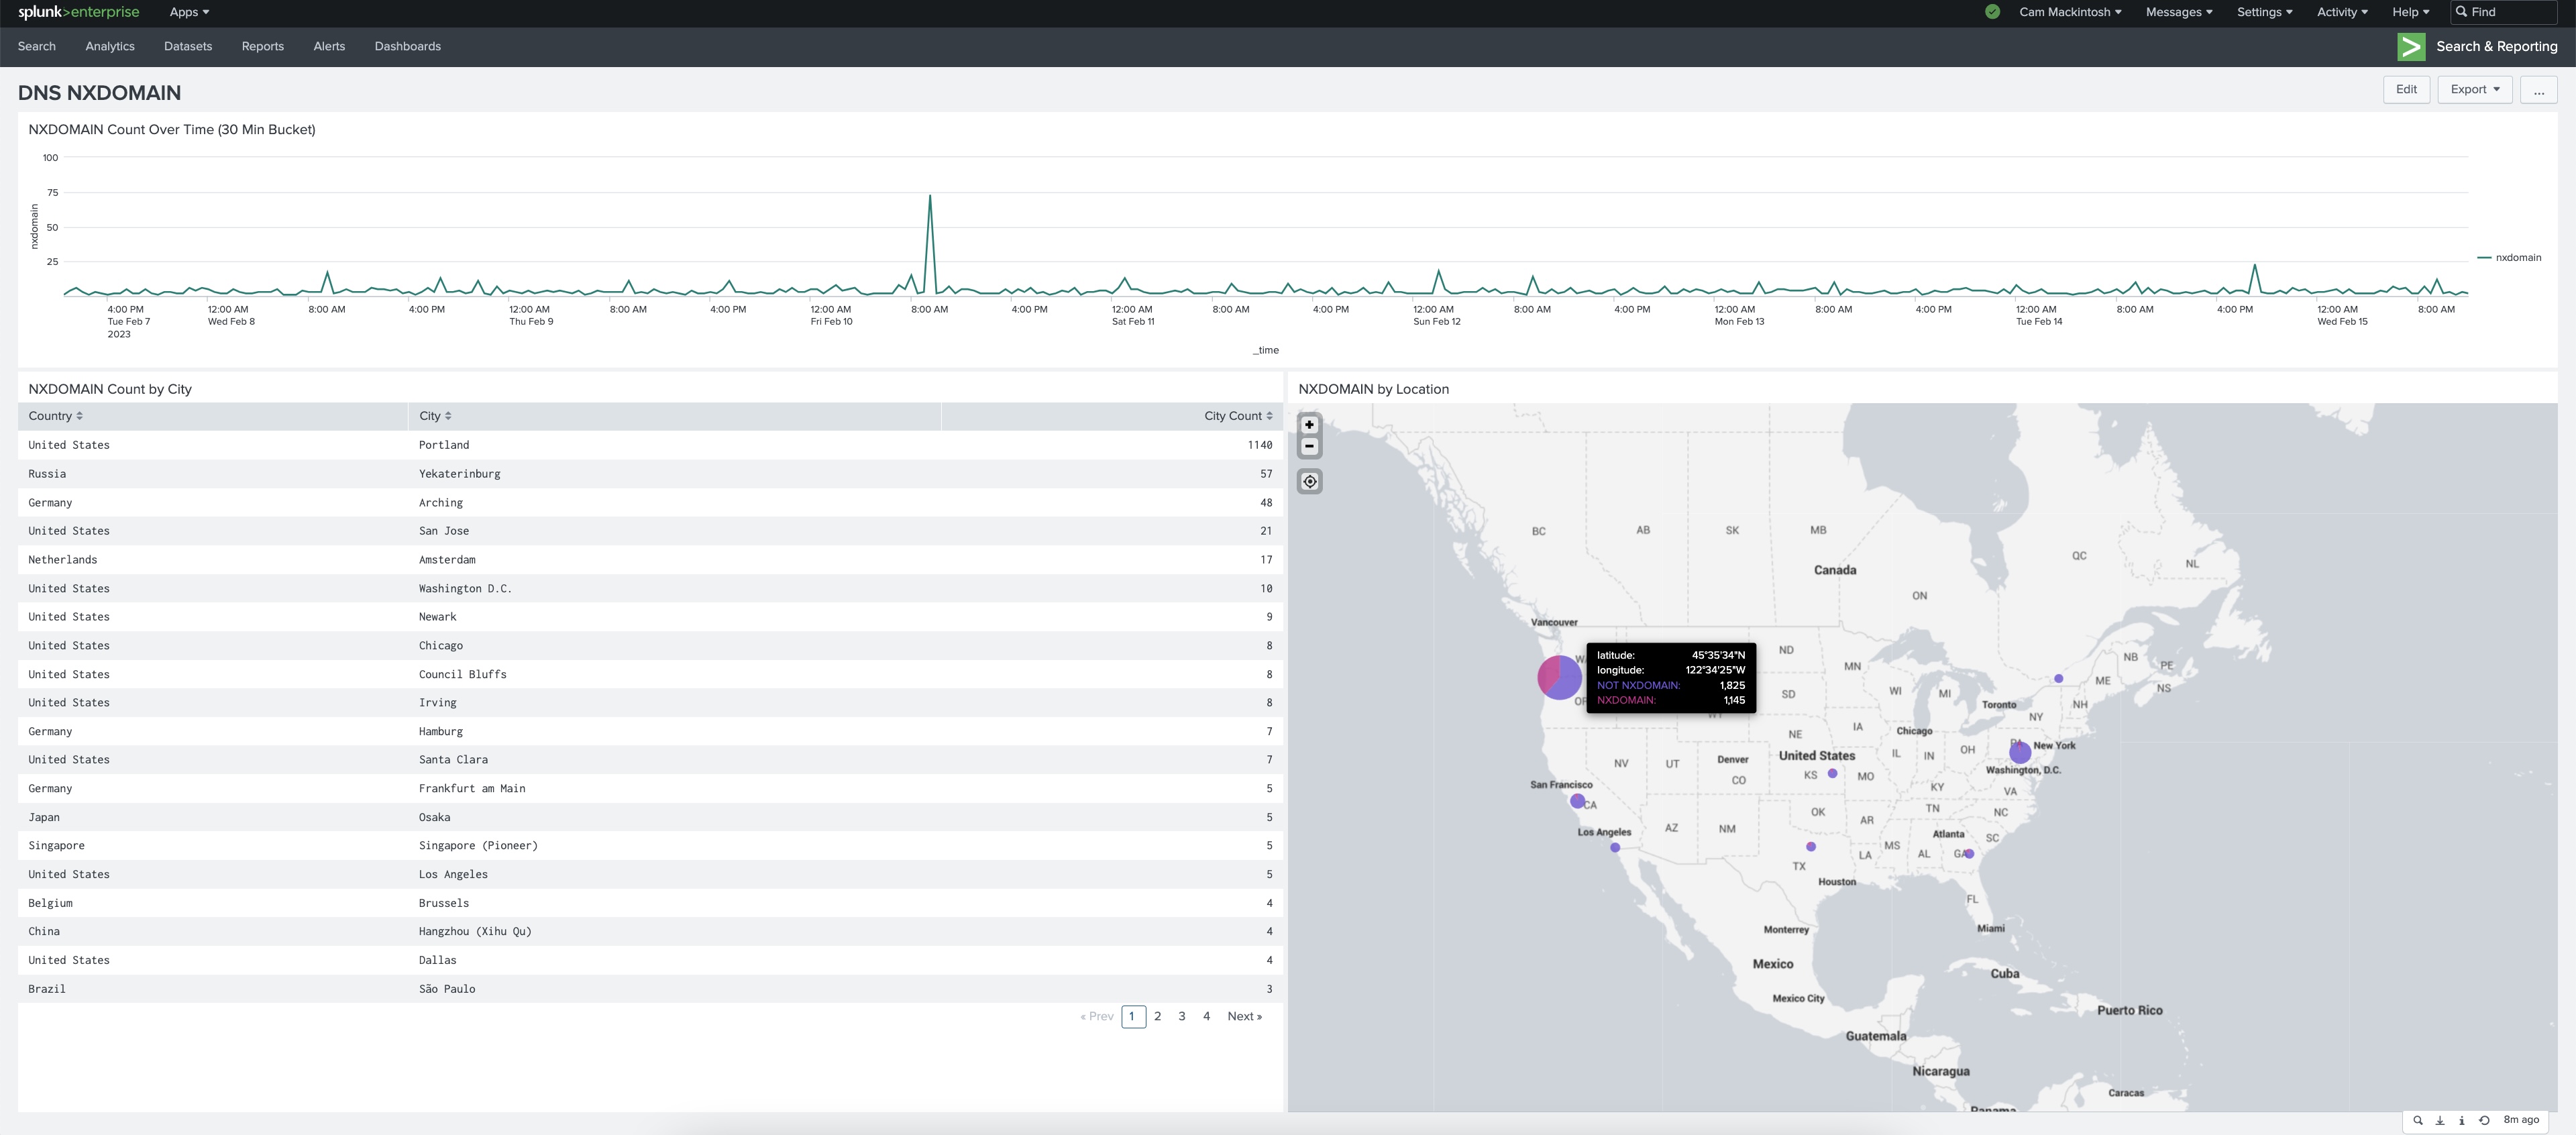 splunk>enterprise Apps Cam Mackintosh Messages Settings Activity Help Find
Search Analytics Datasets Reports Alerts Dashboards Search & Reporting
DNS NXDOMAIN Edit Export ...
NXDOMAIN Count Over Time (30 Min Bucket)
100
75
50
25
nxdomain
nxdomain
4:00 PM 12:00 AM 8:00 AM 4:00 PM 12:00 AM 8:00 AM 4:00 PM 12:00 AM 8:00 AM 4:00 PM 12:00 AM 8:00 AM 4:00 PM 12:00 AM 8:00 AM 4:00 PM 12:00 AM 8:00 AM 4:00 PM 12:00 AM 8:00 AM 4:00 PM 12:00 AM 8:00 AM
Tue Feb 7 Wed Feb 8 Thu Feb 9 Fri Feb 10 Sat Feb 11 Sun Feb 12 Mon Feb 13 Tue Feb 14 Wed Feb 15
2023
_time
NXDOMAIN Count by City
Country City City Count
United States Portland 1140
Russia Yekaterinburg 57
Germany Arching 48
United States San Jose 21
Netherlands Amsterdam 17
United States Washington D.C. 10
United States Newark 9
United States Chicago 8
United States Council Bluffs 8
United States Irving 8
Germany Hamburg 7
United States Santa Clara 7
Germany Frankfurt am Main 5
Japan Osaka 5
Singapore Singapore (Pioneer) 5
United States Los Angeles 5
Belgium Brussels 4
China Hangzhou (Xihu Qu) 4
United States Dallas 4
Brazil São Paulo 3
« Prev 1 2 3 4 Next »
NXDOMAIN by Location
+
−
BC AB SK MB
QC
NL
Canada
ON
Vancouver
latitude: 45°35'34"N
longitude: 122°34'25"W
NOT NXDOMAIN: 1,825
NXDOMAIN: 1,145
ND
MN
SD
WI MI
NB
PE
ME
NS
NH
Toronto
NY
NE
IA
Chicago
IL IN OH
PA
New York
Washington, D.C.
United States
Denver
NV UT
CO
KS
MO
KY
VA
San Francisco
CA
Los Angeles
AZ NM
OK
AR
TN
NC
SC
Atlanta
MS AL GA
LA
TX
Houston
FL
Miami
Monterrey
Mexico
Mexico City
Cuba
Puerto Rico
Guatemala
Nicaragua
Caracas
Panama
8m ago